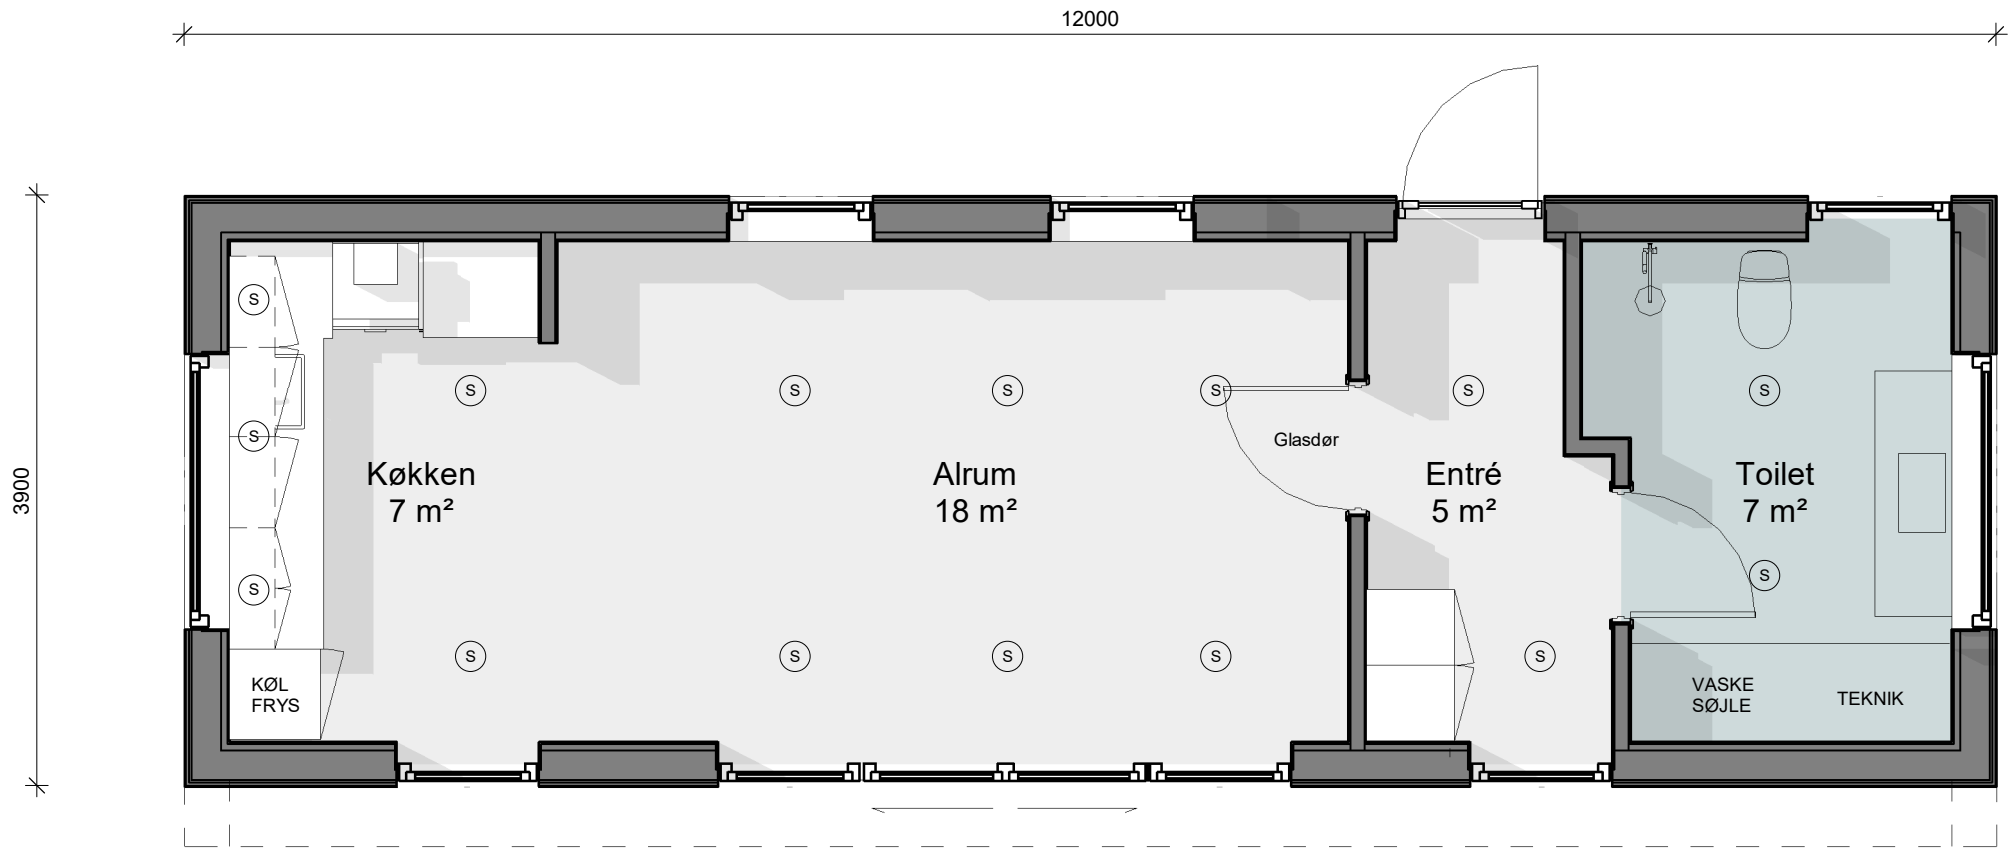 12000
3900
S
S
S
S
S
S
S
S
Glasdør
Køkken
7 m²
Alrum
18 m²
Entré
5 m²
Toilet
7 m²
S
S
S
S
S
S
S
KØL
FRYS
VASKE
SØJLE
TEKNIK